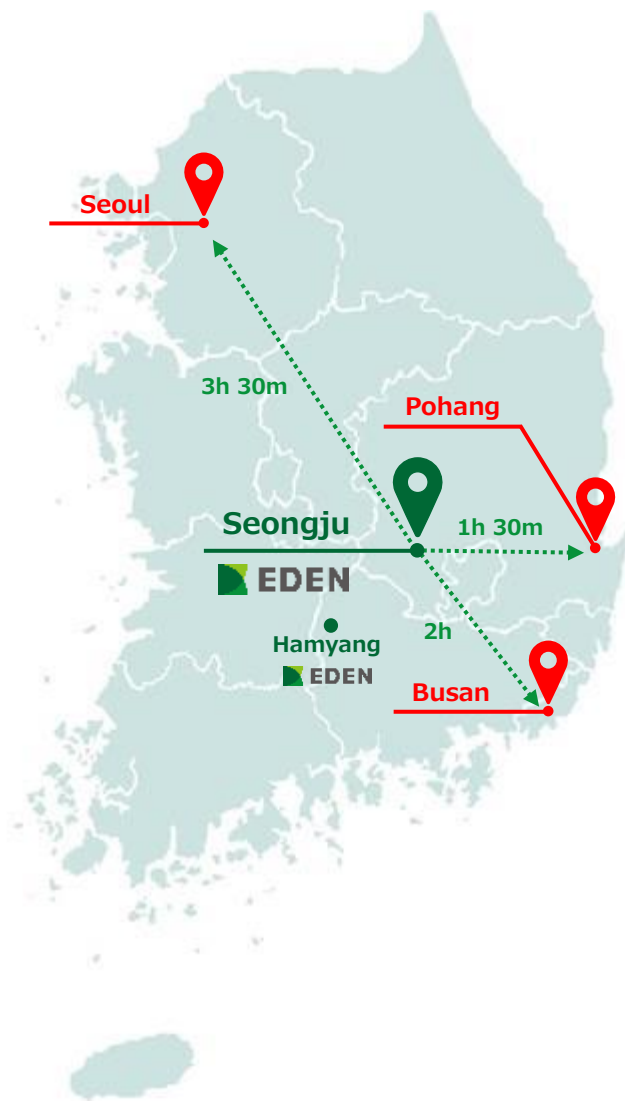 Seoul
3h 30m
Pohang
Seongju
1h 30m
EDEN
2h
Hamyang
EDEN
Busan